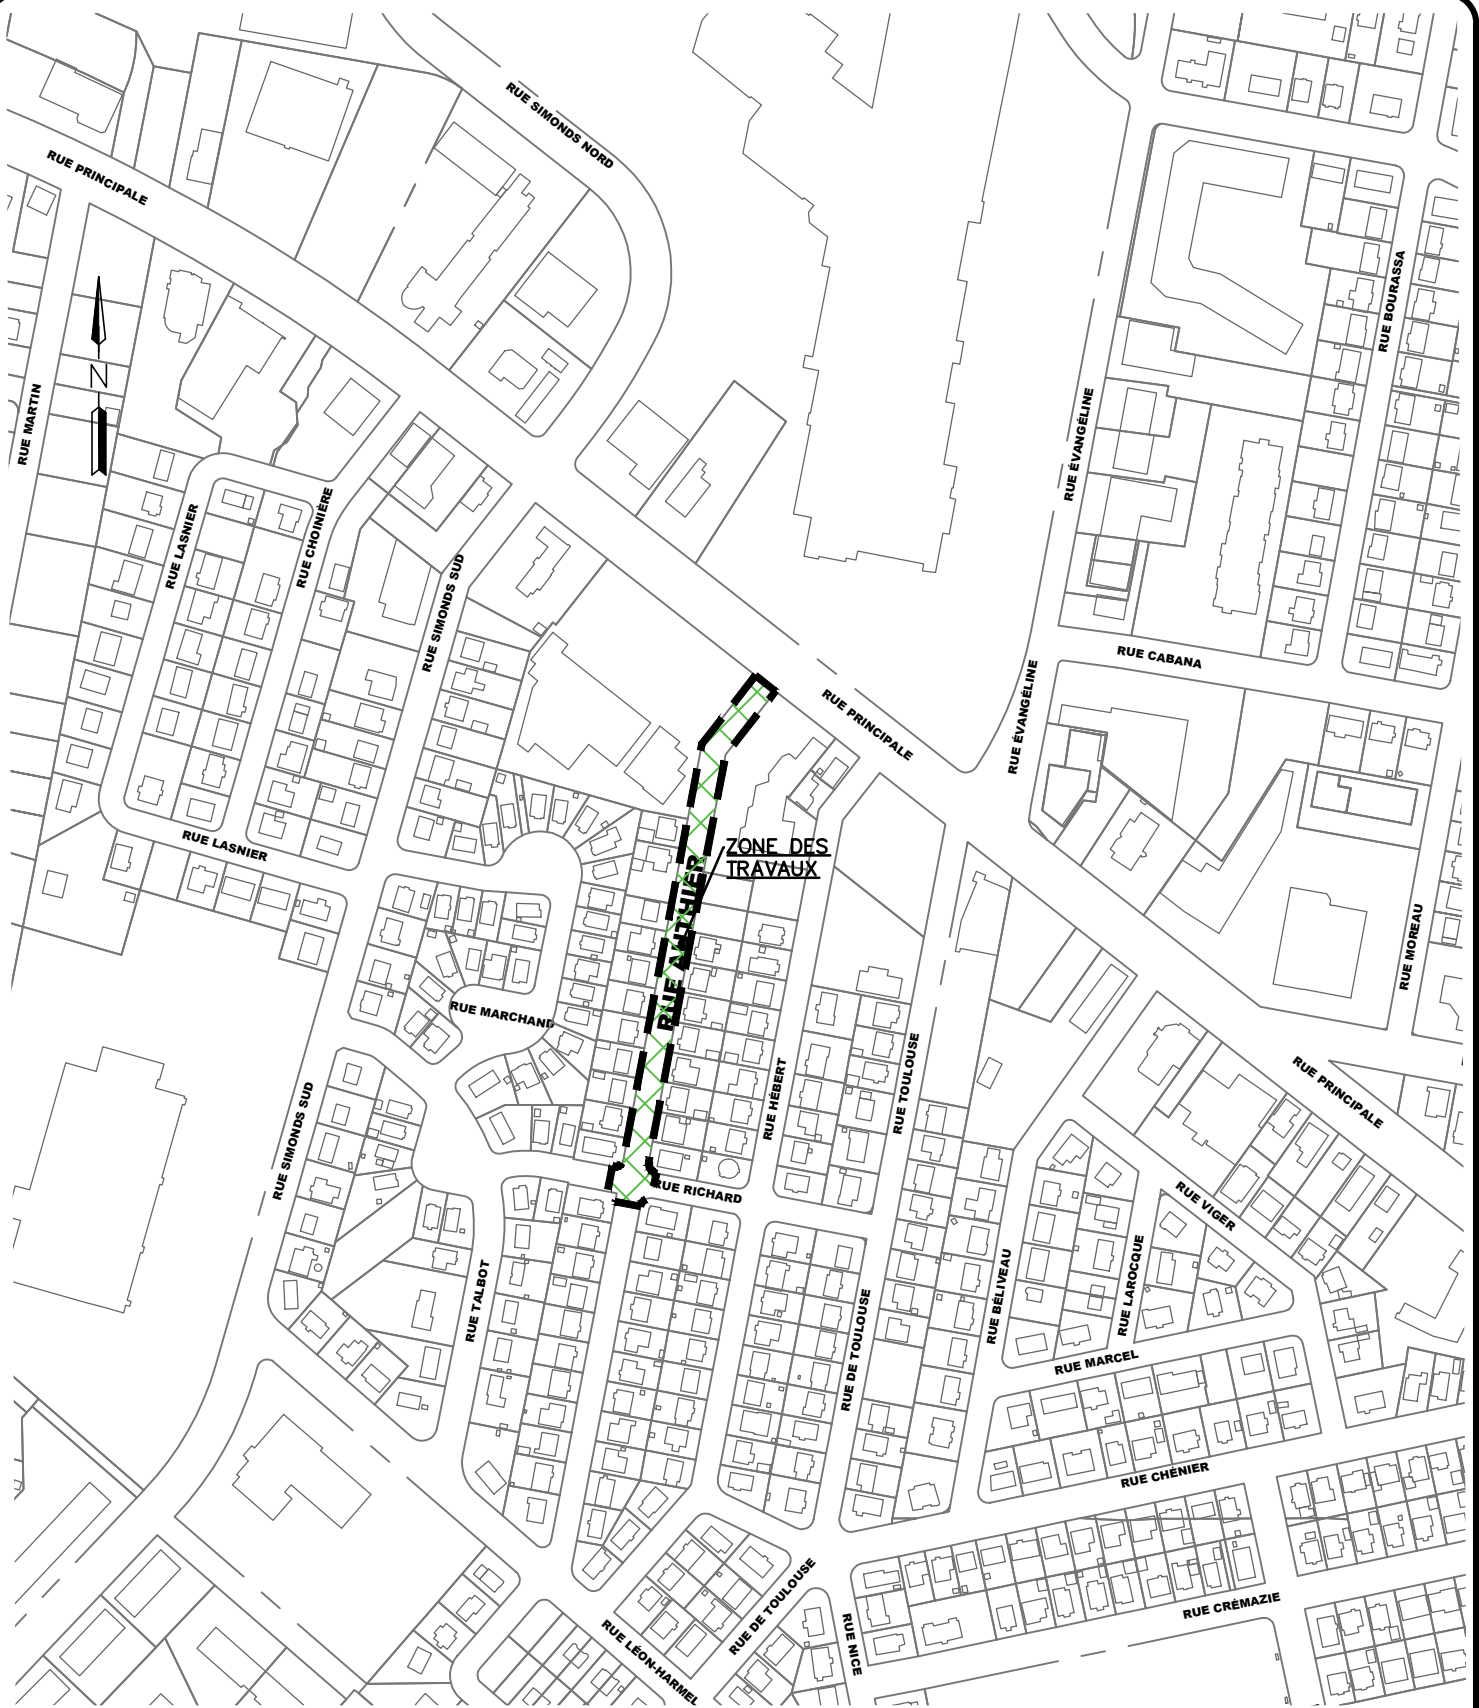 RUE SIMONDS NORD
RUE PRINCIPALE
RUE BOURASSA
N
RUE MARTIN
RUE ÉVANGÉLINE
RUE LASNIER
RUE CHOINIÈRE
RUE SIMONDS SUD
RUE CABANA
RUE ÉVANGÉLINE
RUE PRINCIPALE
RUE LASNIER
ZONE DES
TRAVAUX
RUE MOREAU
RUE MARCHAND
RUE HÉBERT
RUE TOULOUSE
RUE PRINCIPALE
RUE SIMONDS SUD
RUE RICHARD
RUE VIGER
RUE TALBOT
RUE BÉLIVEAU
RUE LAROCQUE
RUE DE TOULOUSE
RUE MARCEL
RUE CHÉNIER
RUE DE TOULOUSE
RUE CRÉMAZIE
RUE NICE
RUE LÉON-HARMEL